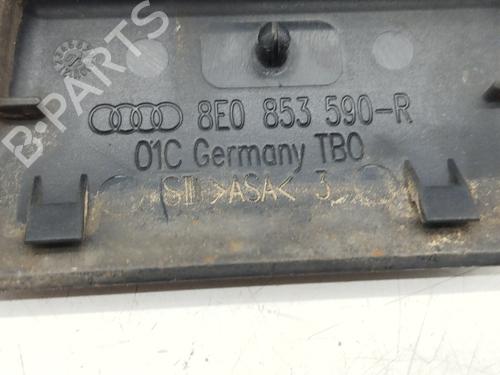 B-PARTS
8E0 853 590-R
01C Germany TBO
>ASA< 3